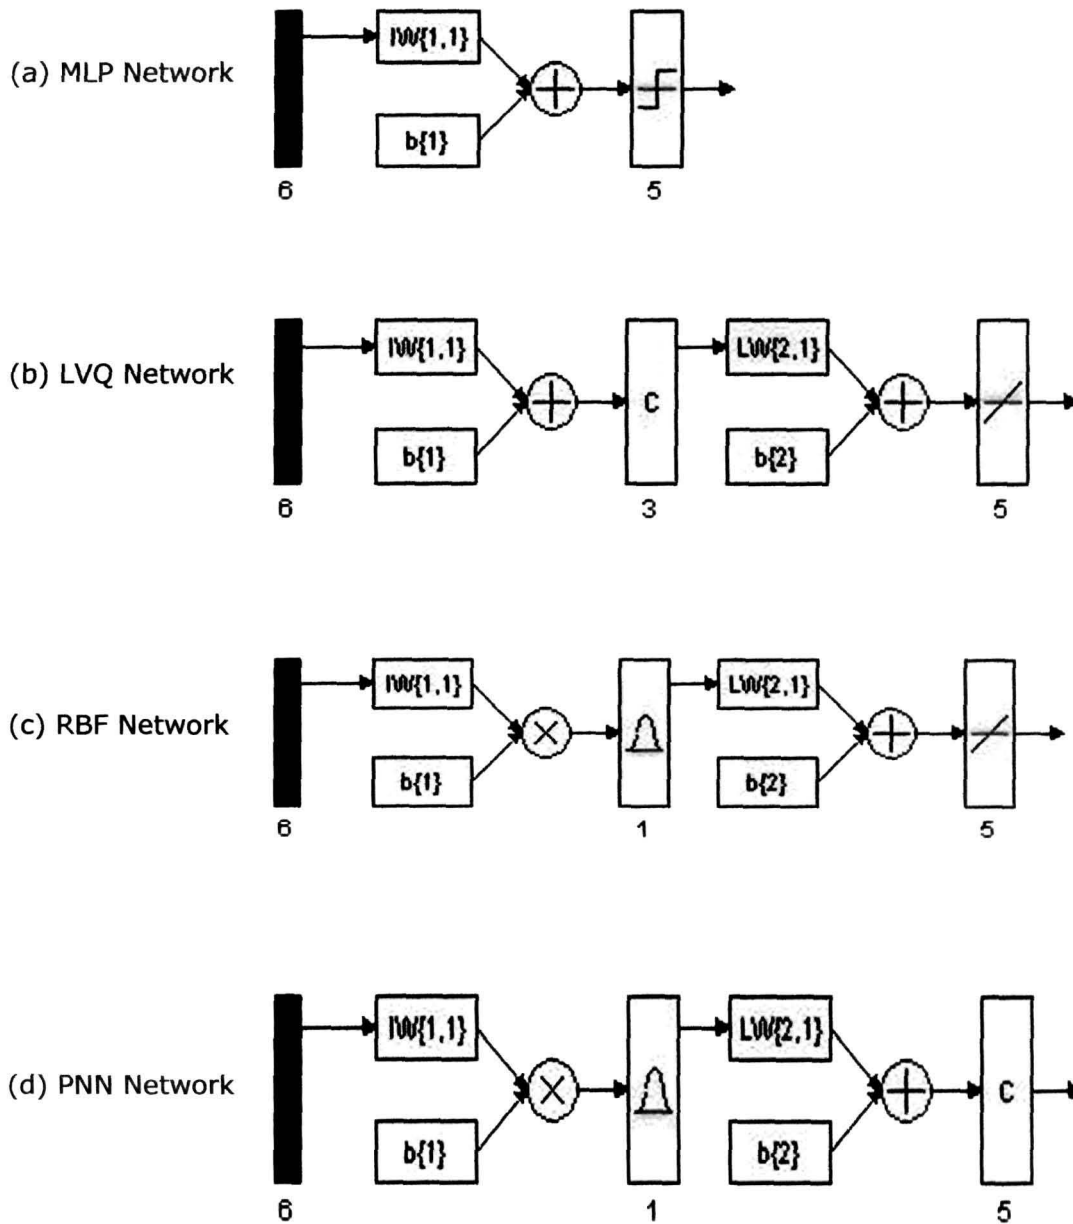 (a) MLP Network
IW{1,1}
b{1}
6
5
(b) LVQ Network
IW{1,1}
LW{2,1}
C
b{1}
b{2}
6
3
5
(c) RBF Network
IW{1,1}
LW{2,1}
b{1}
b{2}
6
1
5
(d) PNN Network
IW{1,1}
LW{2,1}
C
b{1}
b{2}
6
1
5